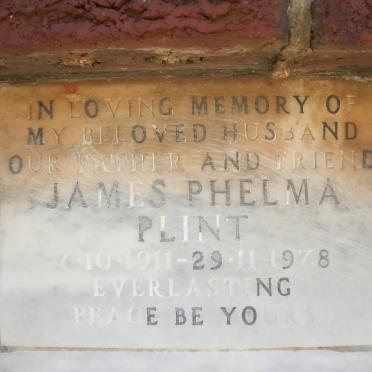 IN LOVING MEMORY OF
MY BELOVED HUSBAND
OUR FATHER AND FRIEND
JAMES PHELMA
PLINT
7-10-1911-29-11-1978
EVERLASTING
PEACE BE YOURS